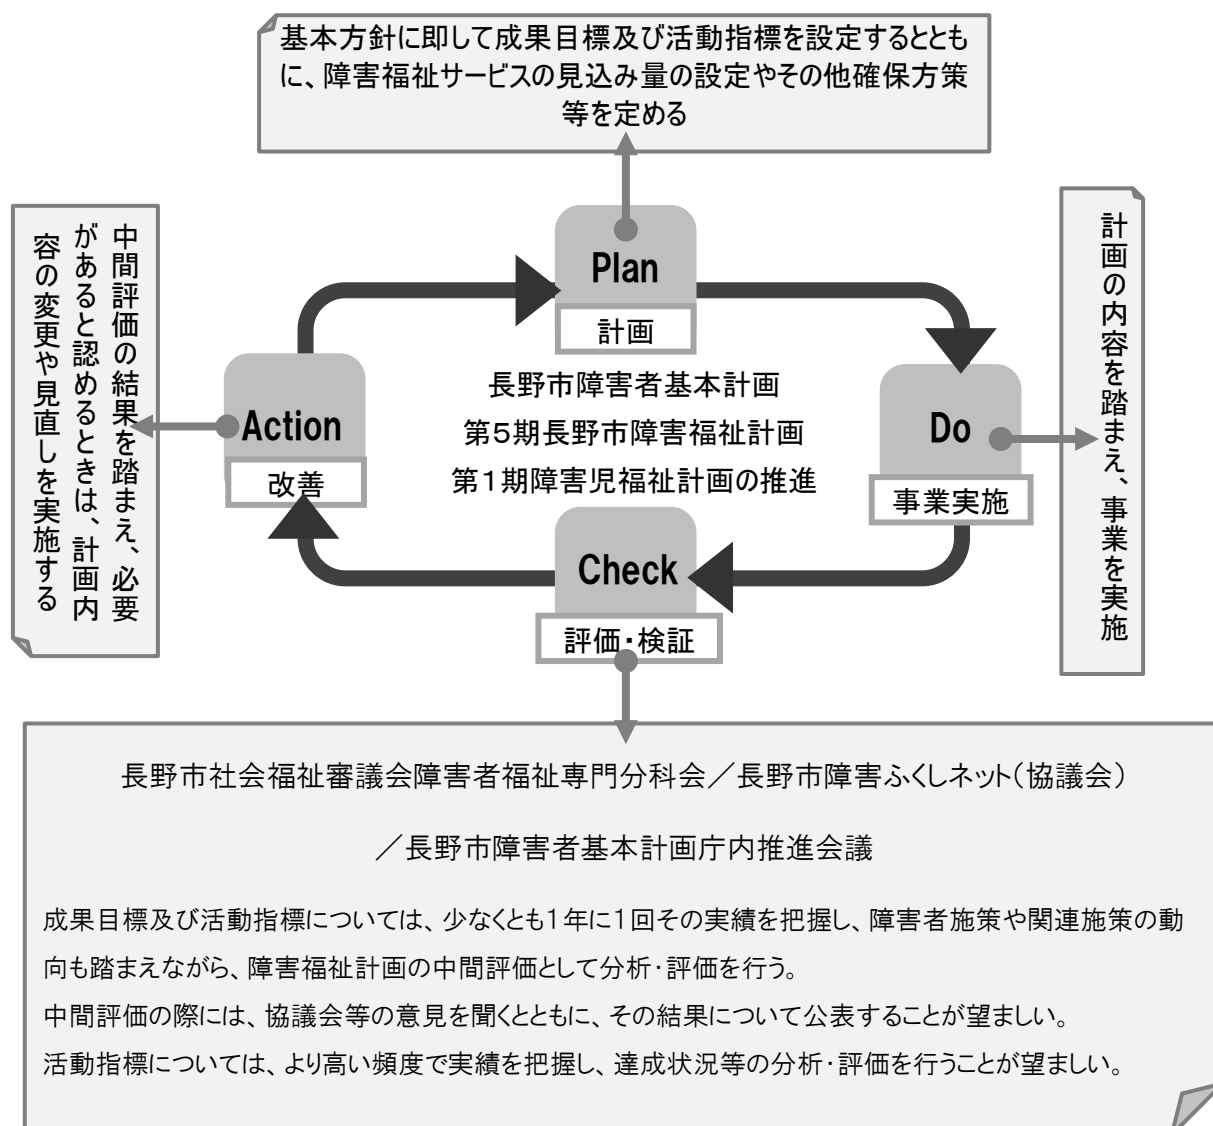 基本方針に即して成果目標及び活動指標を設定するととも
に、障害福祉サービスの見込み量の設定やその他確保方策
等を定める
Plan
計画
長野市障害者基本計画
第５期長野市障害福祉計画
第１期障害児福祉計画の推進
Do
事業実施
計画の内容を踏まえ、事業を実施
Check
評価・検証
Action
改善
中間評価の結果を踏まえ、必要
があると認めるときは、計画内
容の変更や見直しを実施する
長野市社会福祉審議会障害者福祉専門分科会／長野市障害ふくしネット（協議会）
／長野市障害者基本計画庁内推進会議
成果目標及び活動指標については、少なくとも１年に１回その実績を把握し、障害者施策や関連施策の動
向も踏まえながら、障害福祉計画の中間評価として分析・評価を行う。
中間評価の際には、協議会等の意見を聞くとともに、その結果について公表することが望ましい。
活動指標については、より高い頻度で実績を把握し、達成状況等の分析・評価を行うことが望ましい。